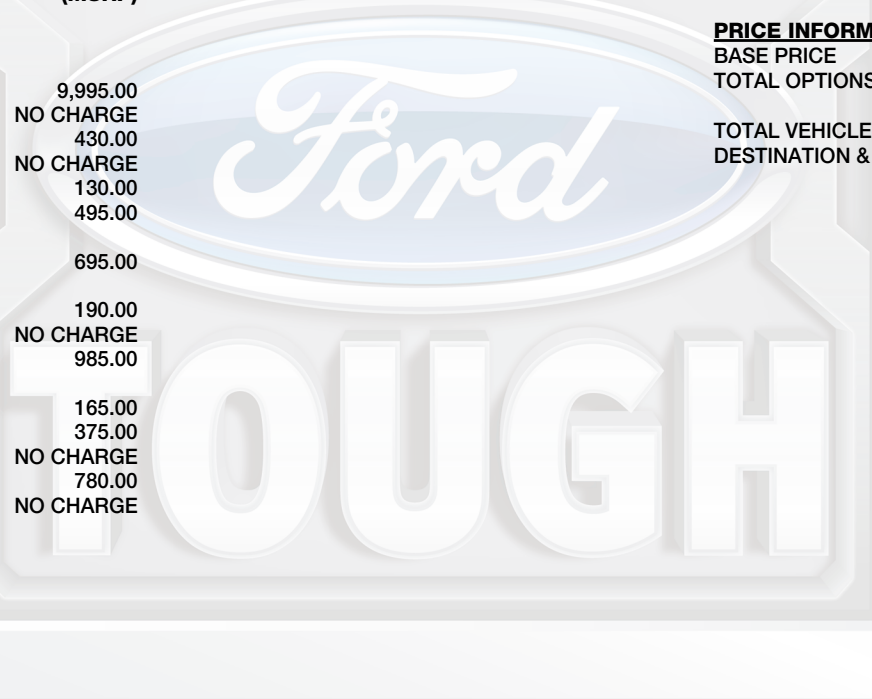 (MSRP)
9,995.00
NO CHARGE
430.00
NO CHARGE
130.00
495.00
695.00
190.00
NO CHARGE
985.00
165.00
375.00
NO CHARGE
780.00
NO CHARGE
PRICE INFORM
BASE PRICE
TOTAL OPTIONS
TOTAL VEHICLE
DESTINATION &
Ford
TOUGH